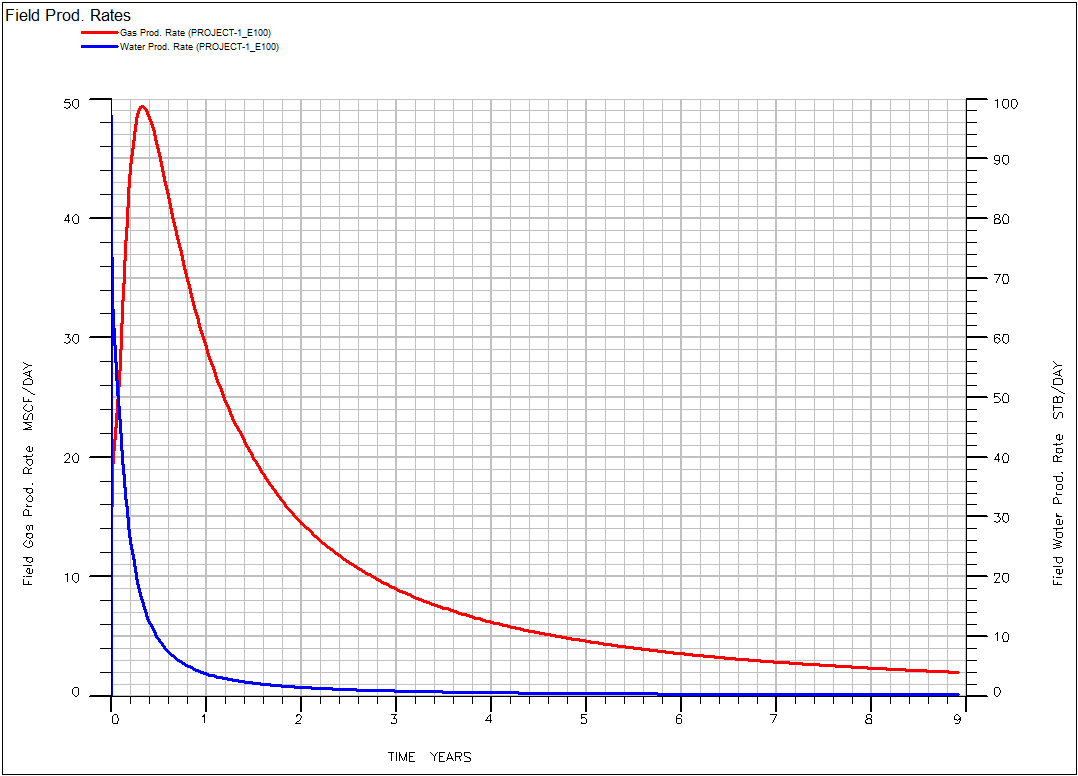 Field Prod. Rates
Gas Prod. Rate (PROJECT-1_E100)
Water Prod. Rate (PROJECT-1_E100)
50
40
30
20
10
0
Field Gas Prod. Rate MSCF/DAY
100
90
80
70
60
50
40
30
20
10
0
Field Water Prod. Rate STB/DAY
0 1 2 3 4 5 6 7 8 9
TIME YEARS